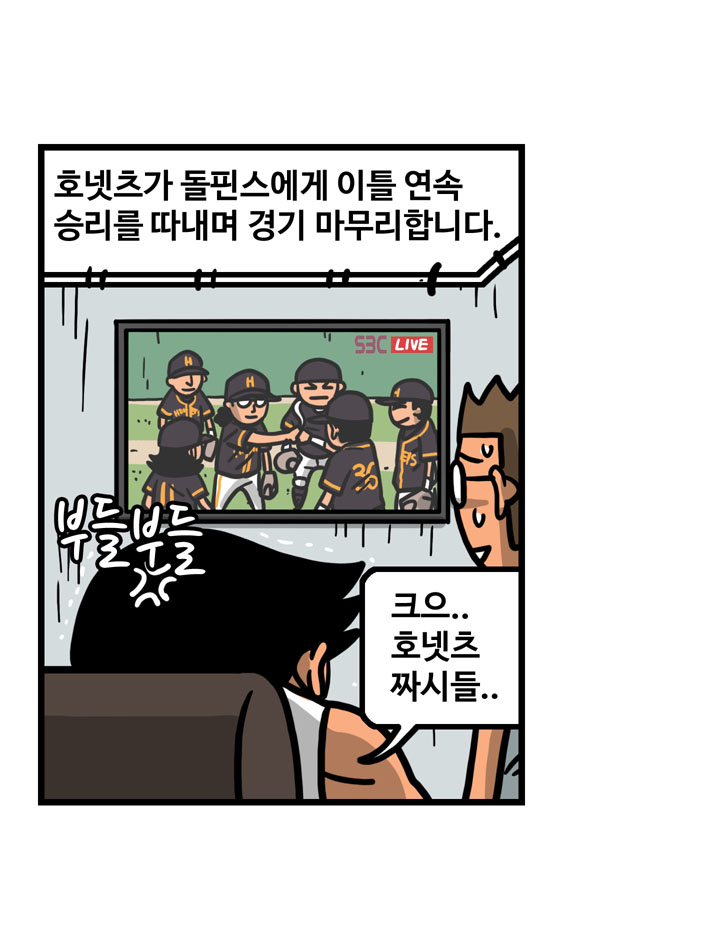 호넷츠가 돌핀스에게 이틀 연속
승리를 따내며 경기 마무리합니다.
SBC LIVE
H
H
36
부들부들
크으..
호넷츠
짜시들..